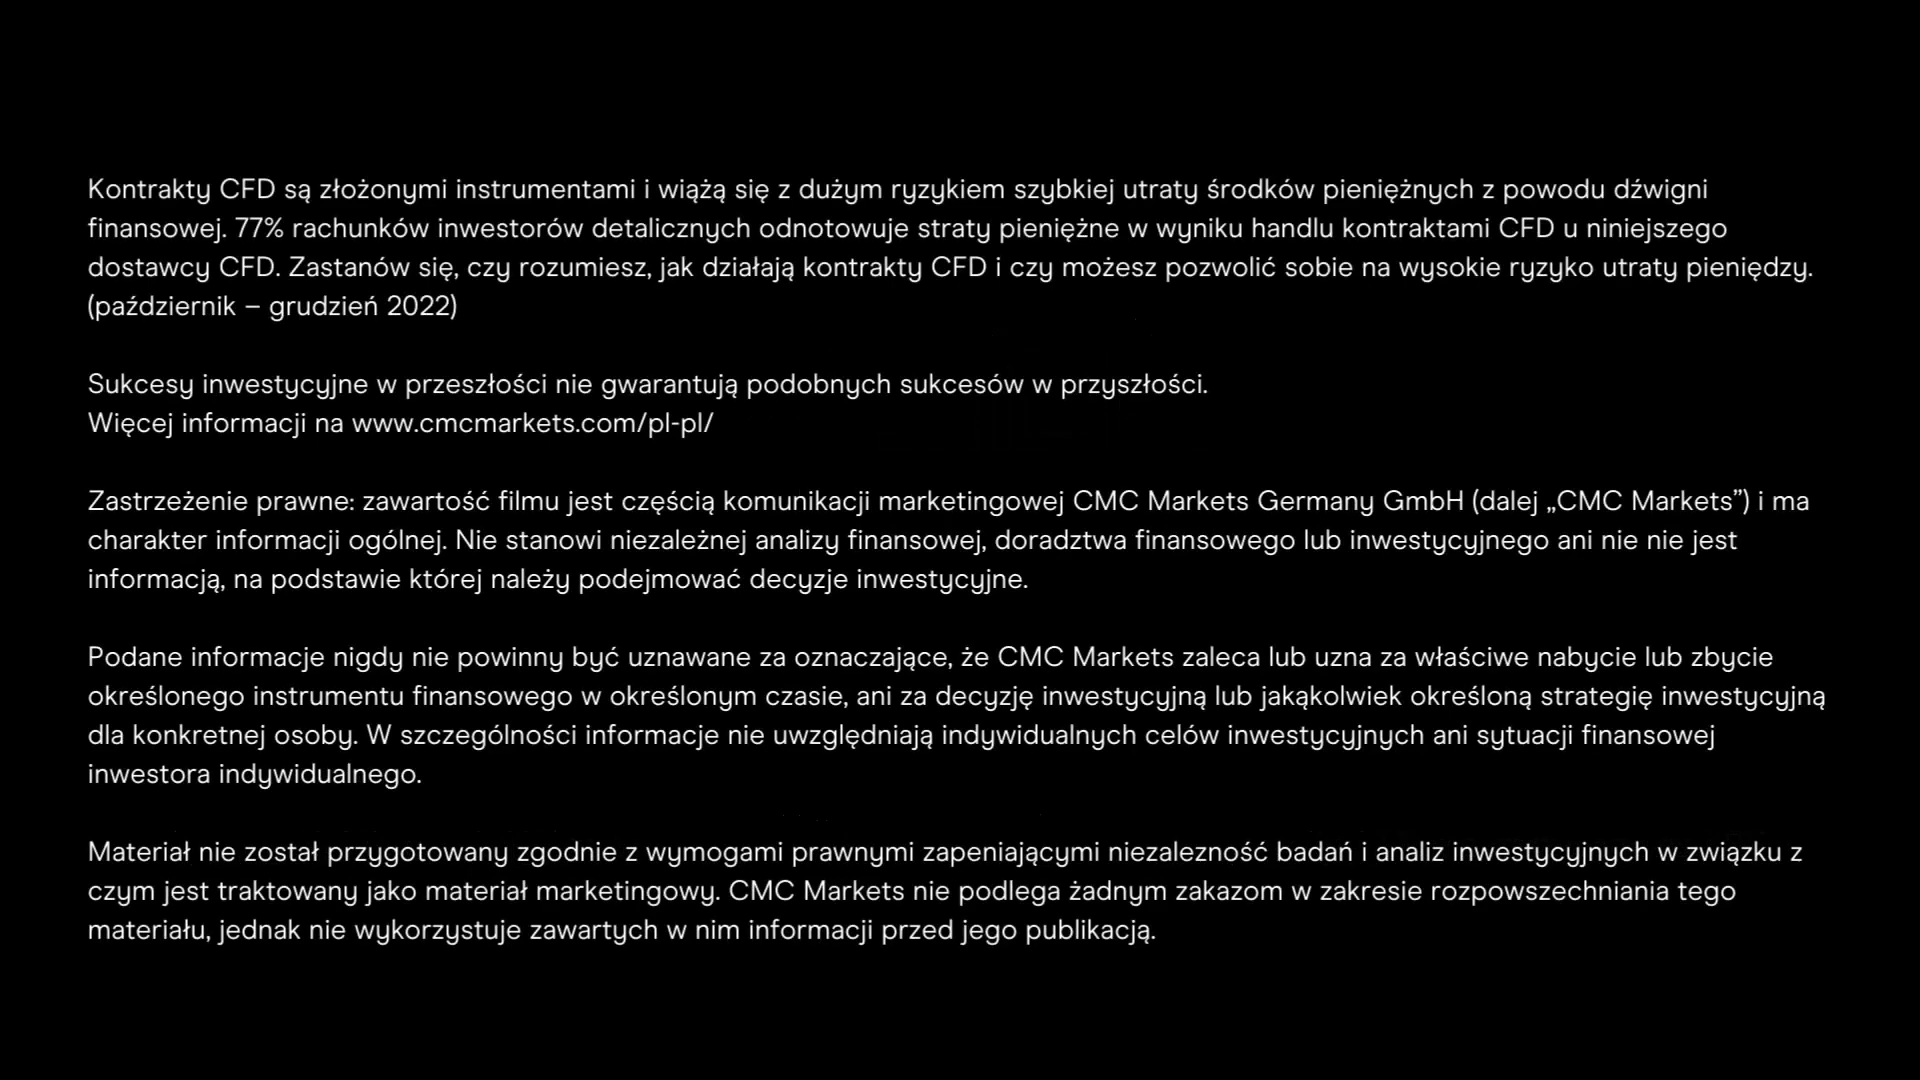 Kontrakty CFD są złożonymi instrumentami i wiążą się z dużym ryzykiem szybkiej utraty środków pieniężnych z powodu dźwigni
finansowej. 77% rachunków inwestorów detalicznych odnotowuje straty pieniężne w wyniku handlu kontraktami CFD u niniejszego
dostawcy CFD. Zastanów się, czy rozumiesz, jak działają kontrakty CFD i czy możesz pozwolić sobie na wysokie ryzyko utraty pieniędzy.
(październik – grudzień 2022)
Sukcesy inwestycyjne w przeszłości nie gwarantują podobnych sukcesów w przyszłości.
Więcej informacji na www.cmcmarkets.com/pl-pl/
Zastrzeżenie prawne: zawartość filmu jest częścią komunikacji marketingowej CMC Markets Germany GmbH (dalej „CMC Markets”) i ma
charakter informacji ogólnej. Nie stanowi niezależnej analizy finansowej, doradztwa finansowego lub inwestycyjnego ani nie nie jest
informacją, na podstawie której należy podejmować decyzje inwestycyjne.
Podane informacje nigdy nie powinny być uznawane za oznaczające, że CMC Markets zaleca lub uzna za właściwe nabycie lub zbycie
określonego instrumentu finansowego w określonym czasie, ani za decyzję inwestycyjną lub jakąkolwiek określoną strategię inwestycyjną
dla konkretnej osoby. W szczególności informacje nie uwzględniają indywidualnych celów inwestycyjnych ani sytuacji finansowej
inwestora indywidualnego.
Materiał nie został przygotowany zgodnie z wymogami prawnymi zapeniającymi niezalezność badań i analiz inwestycyjnych w związku z
czym jest traktowany jako materiał marketingowy. CMC Markets nie podlega żadnym zakazom w zakresie rozpowszechniania tego
materiału, jednak nie wykorzystuje zawartych w nim informacji przed jego publikacją.